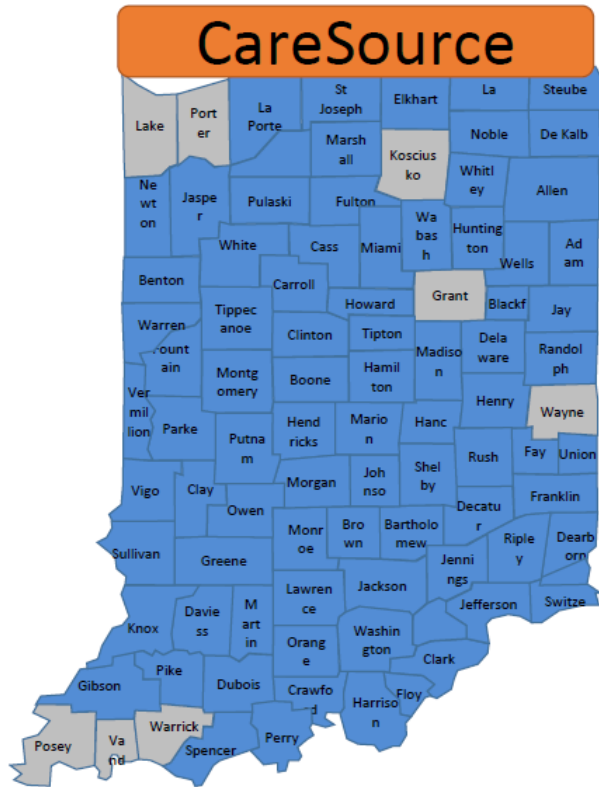 CareSource
Lake
Port
er
La
Porte
St
Joseph
Elkhart
La
Steube
Marsh
all
Koscius
ko
Noble
De Kalb
Whitl
ey
Allen
Ne
wt
on
Jaspe
r
Pulaski
Fulton
Wa
bas
h
Hunting
ton
Wells
Ad
am
White
Cass
Miami
Benton
Carroll
Howard
Grant
Blackf
Jay
Warren
Tippec
anoe
Clinton
Tipton
Madiso
n
Dela
ware
Randol
ph
ount
ain
Montg
omery
Boone
Hamil
ton
Henry
Wayne
Ver
mil
lion
Parke
Putna
m
Hend
ricks
Mario
n
Hanc
Rush
Fay
Union
Vigo
Clay
Owen
Morgan
Joh
nso
Shel
by
Decatu
r
Franklin
Sullivan
Greene
Monr
oe
Bro
wn
Bartholo
mew
Jenni
ngs
Riple
y
Dearb
orn
Knox
Davie
ss
M
art
in
Lawren
ce
Jackson
Jefferson
Switze
Orang
e
Washin
gton
Clark
Gibson
Pike
Dubois
Crawfo
Harriso
n
Floy
Posey
Va
nd
Warrick
Spencer
Perry